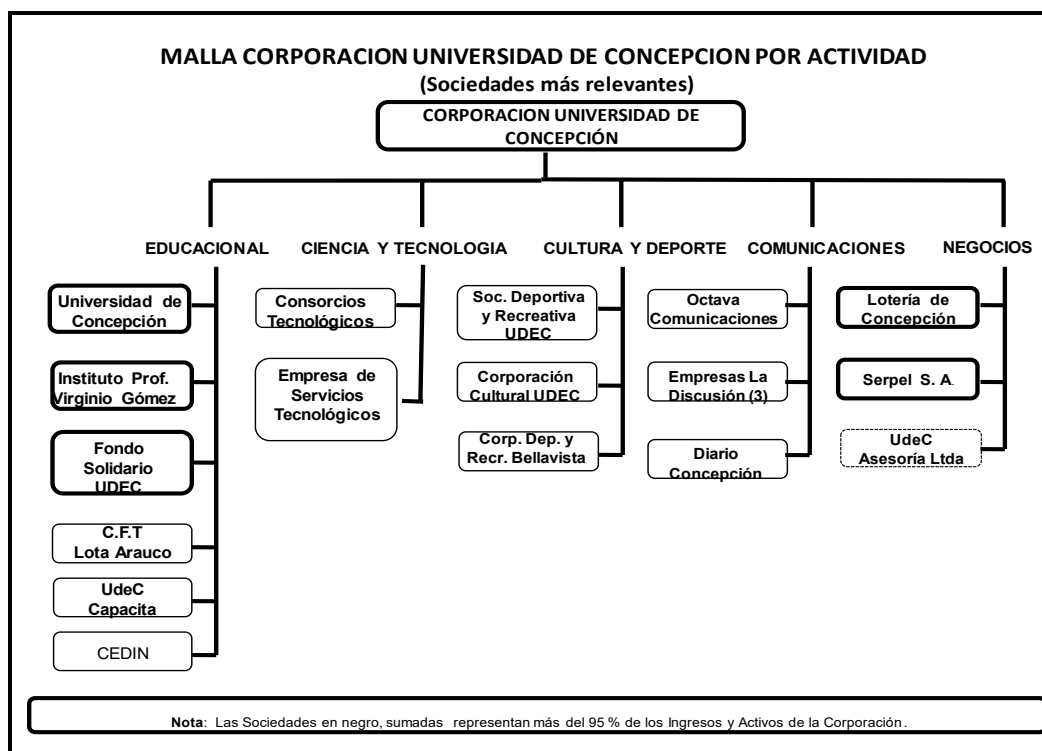 MALLA CORPORACION UNIVERSIDAD DE CONCEPCION POR ACTIVIDAD
(Sociedades más relevantes)
CORPORACION UNIVERSIDAD DE
CONCEPCIÓN
EDUCACIONAL
Universidad de
Concepción
Instituto Prof.
Virginio Gómez
Fondo
Solidario
UDEC
C.F.T
Lota Arauco
UdeC
Capacita
CEDIN
CIENCIA Y TECNOLOGIA
Consorcios
Tecnológicos
Empresa de
Servicios
Tecnológicos
CULTURA Y DEPORTE
Soc. Deportiva
y Recreativa
UDEC
Corporación
Cultural UDEC
Corp. Dep. y
Recr. Bellavista
COMUNICACIONES
Octava
Comunicaciones
Empresas La
Discusión (3)
Diario
Concepción
NEGOCIOS
Lotería de
Concepción
Serpel S. A.
UdeC
Asesoría Ltda
Nota: Las Sociedades en negro, sumadas representan más del 95 % de los Ingresos y Activos de la Corporación.